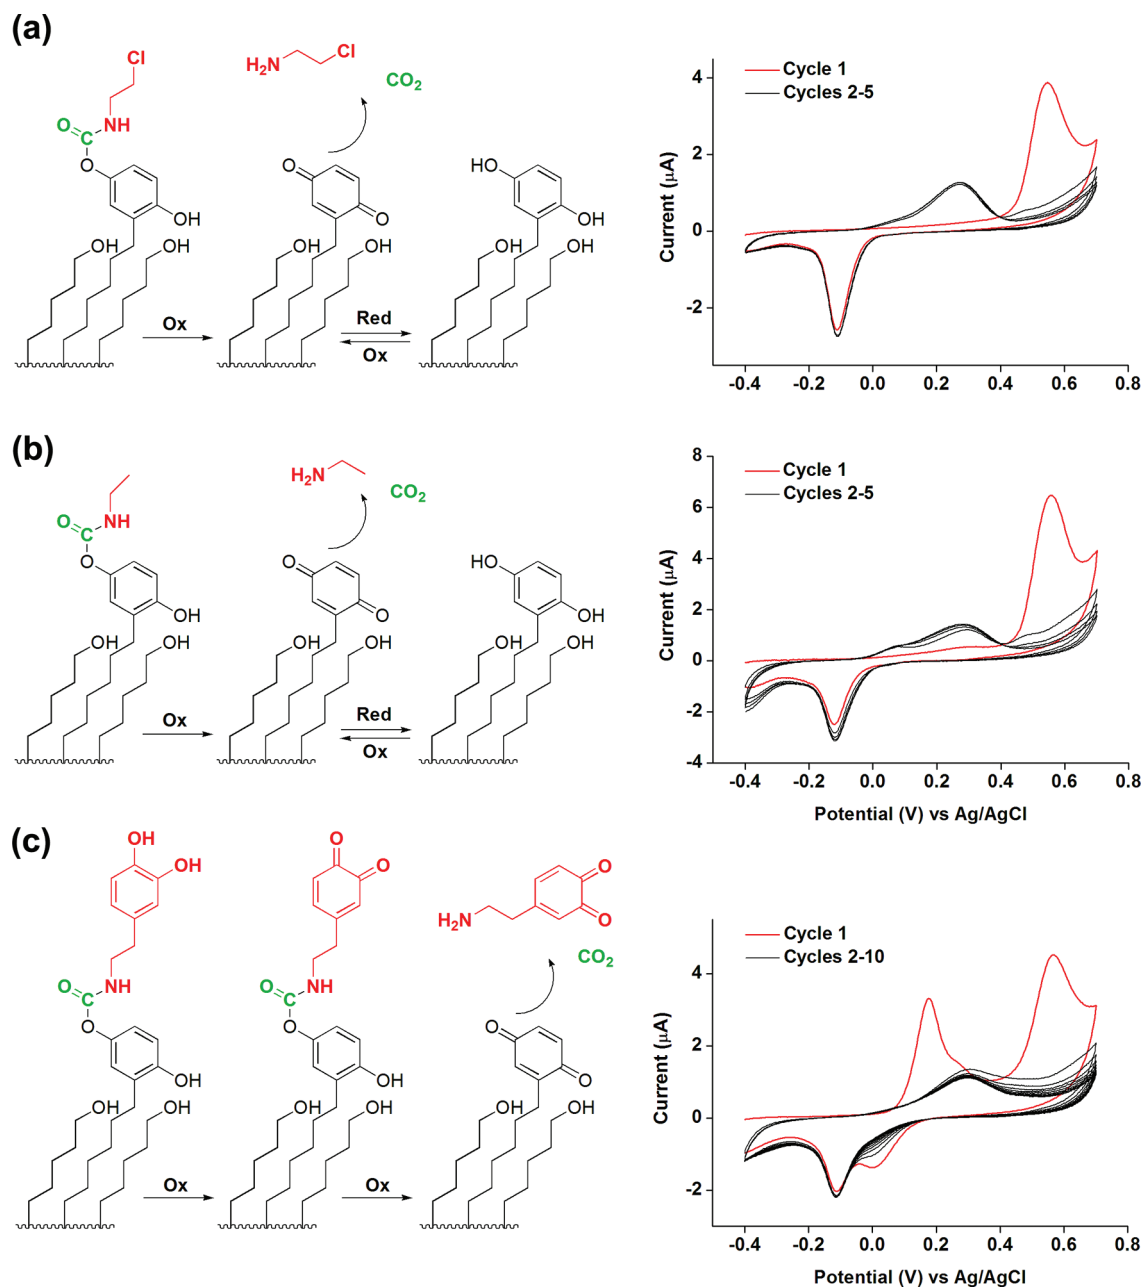 (a)
Cl
O
C
NH
O
OH
OH
OH
Ox
H₂N
Cl
CO₂
O
O
OH
OH
Red
Ox
HO
OH
OH
OH
Current (µA)
4
2
0
-2
Cycle 1
Cycles 2-5
-0.4 -0.2 0.0 0.2 0.4 0.6 0.8
(b)
O
C
NH
O
OH
OH
OH
Ox
H₂N
CO₂
O
O
OH
OH
Red
Ox
HO
OH
OH
OH
Current (µA)
8
6
4
2
0
-2
-4
Cycle 1
Cycles 2-5
-0.4 -0.2 0.0 0.2 0.4 0.6 0.8
Potential (V) vs Ag/AgCl
(c)
OH
OH
O
C
NH
O
OH
OH
OH
Ox
O
O
O
C
NH
O
OH
OH
OH
Ox
H₂N
O
O
CO₂
O
O
OH
OH
Current (µA)
4
2
0
-2
Cycle 1
Cycles 2-10
-0.4 -0.2 0.0 0.2 0.4 0.6 0.8
Potential (V) vs Ag/AgCl